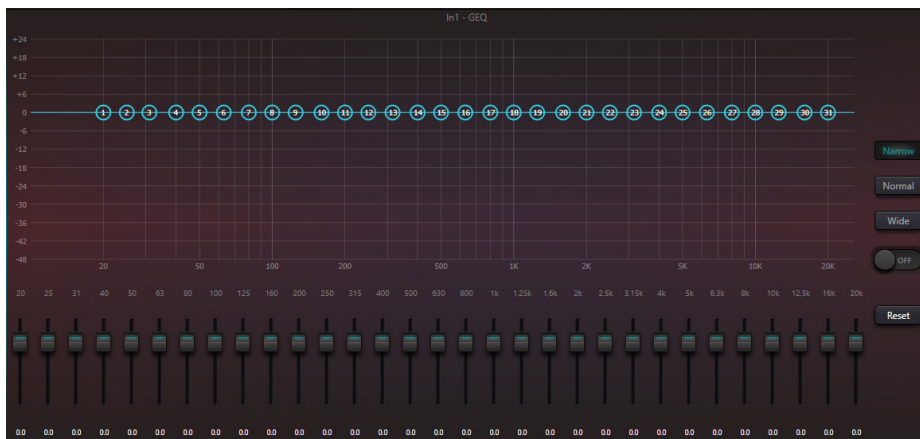 In1 - GEQ
+24
+18
+12
+6
0
-6
-12
-18
-24
-30
-36
-42
-48
1 2 3 4 5 6 7 8 9 10 11 12 13 14 15 16 17 18 19 20 21 22 23 24 25 26 27 28 29 30 31
20 50 100 200 500 1K 2K 5K 10K 20K
Narrow
Normal
Wide
OFF
Reset
20 25 31 40 50 63 80 100 125 160 200 250 315 400 500 630 800 1k 1,25k 1,6k 2k 2,5k 3,15k 4k 5k 6,3k 8k 10k 12,5k 16k 20k
0.0 0.0 0.0 0.0 0.0 0.0 0.0 0.0 0.0 0.0 0.0 0.0 0.0 0.0 0.0 0.0 0.0 0.0 0.0 0.0 0.0 0.0 0.0 0.0 0.0 0.0 0.0 0.0 0.0 0.0 0.0